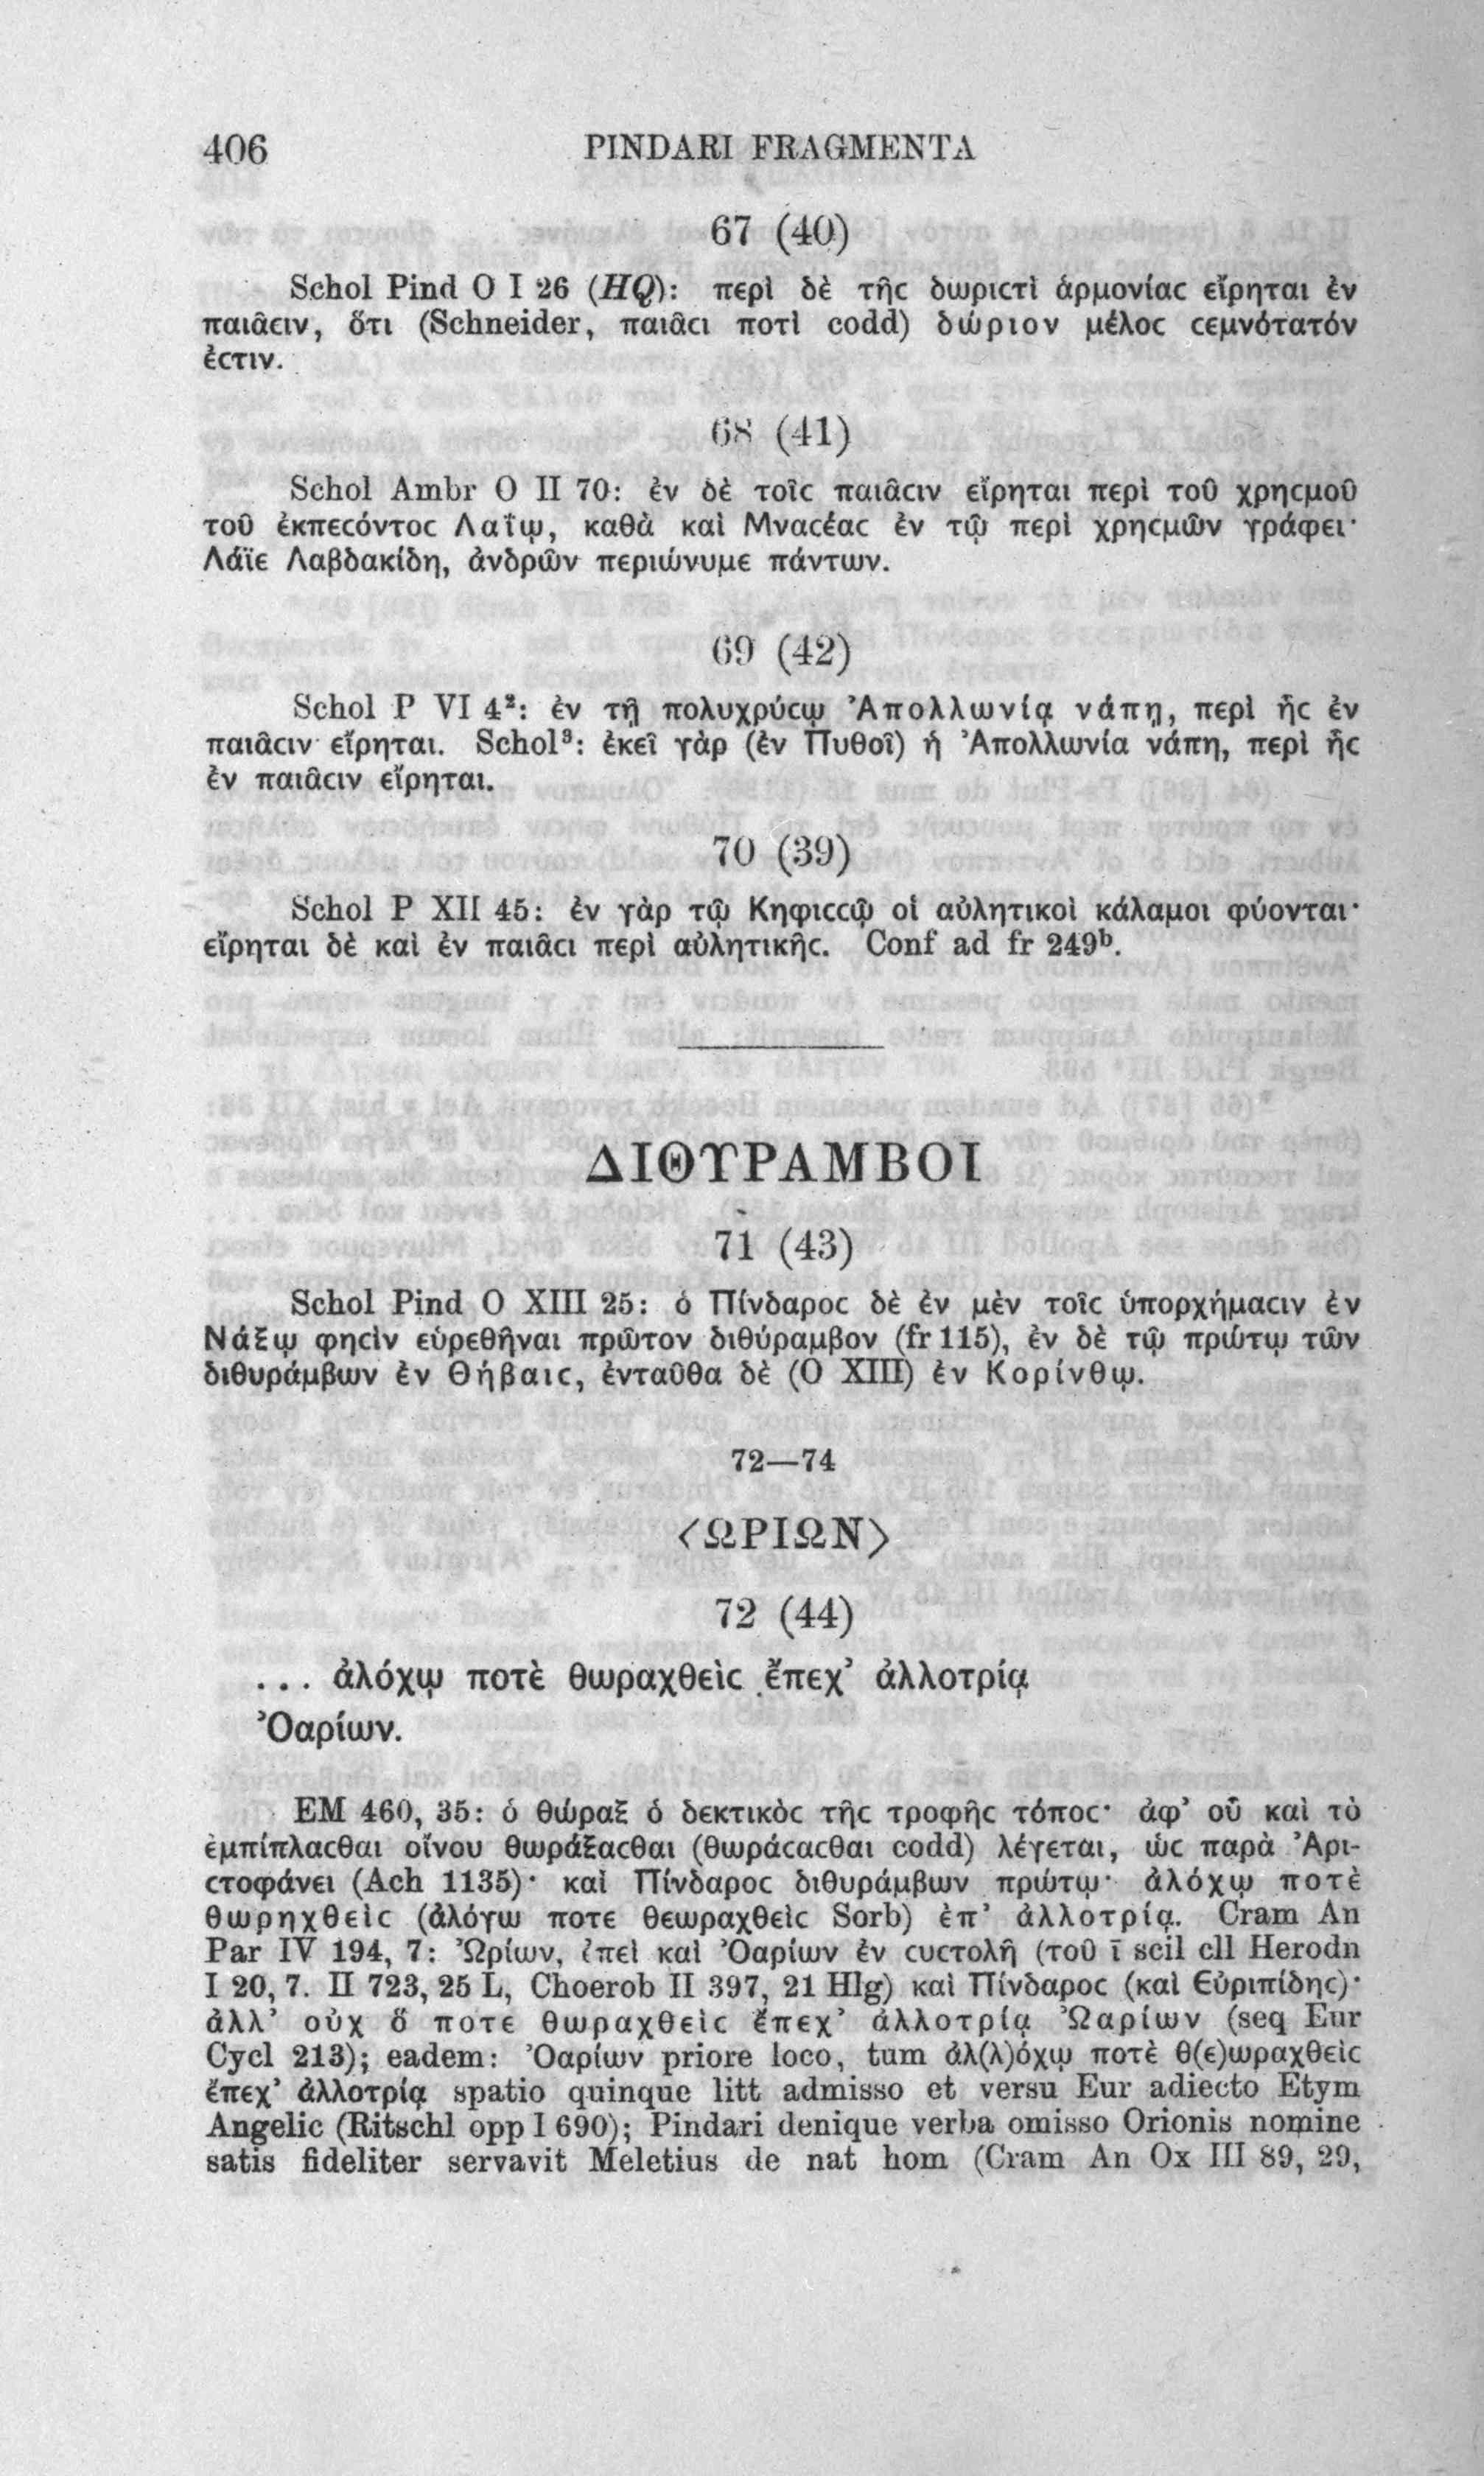 406 PINDARI FRAGMENTA
67 (40)
Schol Pind O I 26 (HQ): περὶ δὲ τῆϲ δωριϲτὶ ἁρμονίαϲ εἴρηται ἐν
παιᾶϲιν, ὅτι (Schneider, παιᾶϲι ποτὶ codd) δώριον μέλοϲ ϲεμνότατόν
ἐϲτιν.
68 (41)
Schol Ambr O II 70: ἐν δὲ τοῖϲ παιᾶϲιν εἴρηται περὶ τοῦ χρηϲμοῦ
τοῦ ἐκπεϲόντοϲ Λαΐῳ, καθὰ καὶ Μναϲέαϲ ἐν τῷ περὶ χρηϲμῶν γράφει·
Λάϊε Λαβδακίδη, ἀνδρῶν περιώνυμε πάντων.
69 (42)
Schol P VI 4²: ἐν τῇ πολυχρύϲῳ Ἀπολλωνίᾳ νάπῃ, περὶ ἧϲ ἐν
παιᾶϲιν εἴρηται. Schol³: ἐκεῖ γὰρ (ἐν Πυθοῖ) ἡ Ἀπολλωνία νάπη, περὶ ἧϲ
ἐν παιᾶϲιν εἴρηται.
70 (39)
Schol P XII 45: ἐν γὰρ τῷ Κηφιϲϲῷ οἱ αὐλητικοὶ κάλαμοι φύονται·
εἴρηται δὲ καὶ ἐν παιᾶϲι περὶ αὐλητικῆϲ. Conf ad fr 249ᵇ.
ΔΙΘΥΡΑΜΒΟΙ
71 (43)
Schol Pind O XIII 25: ὁ Πίνδαροϲ δὲ ἐν μὲν τοῖϲ ὑπορχήμαϲιν ἐν
Νάξῳ φηϲὶν εὑρεθῆναι πρῶτον διθύραμβον (fr 115), ἐν δὲ τῷ πρώτῳ τῶν
διθυράμβων ἐν Θήβαιϲ, ἐνταῦθα δὲ (O XIII) ἐν Κορίνθῳ.
72—74
⟨ΩΡΙΩΝ⟩
72 (44)
... ἀλόχῳ ποτὲ θωραχθεὶϲ ἔπεχ’ ἀλλοτρίᾳ
Ὀαρίων.
EM 460, 35: ὁ θώραξ ὁ δεκτικὸϲ τῆϲ τροφῆϲ τόποϲ· ἀφ’ οὗ καὶ τὸ
ἐμπίπλαϲθαι οἴνου θωράξαϲθαι (θωράϲαϲθαι codd) λέγεται, ὡϲ παρὰ Ἀρι-
ϲτοφάνει (Ach 1135)· καὶ Πίνδαροϲ διθυράμβων πρώτῳ· ἀλόχῳ ποτὲ
θωρηχθεὶϲ (ἀλόγω ποτε θεωραχθεὶϲ Sorb) ἐπ’ ἀλλοτρίᾳ. Cram An
Par IV 194, 7: Ὠρίων, ἐπεὶ καὶ Ὀαρίων ἐν ϲυϲτολῆ (τοῦ ῑ scil cll Herodn
I 20, 7. II 723, 25 L, Choerob II 397, 21 Hlg) καὶ Πίνδαροϲ (καὶ Εὐριπίδηϲ)·
ἀλλ’ οὐχ ὅ ποτε θωραχθεὶϲ ἔπεχ’ ἀλλοτρίᾳ Ὠαρίων (seq Eur
Cycl 213); eadem: Ὀαρίων priore loco, tum ἀλ(λ)όχῳ ποτὲ θ(ε)ωραχθεὶϲ
ἔπεχ’ ἀλλοτρίᾳ spatio quinque litt admisso et versu Eur adiecto Etym
Angelic (Ritschl opp I 690); Pindari denique verba omisso Orionis nomine
satis fideliter servavit Meletius de nat hom (Cram An Ox III 89, 29,